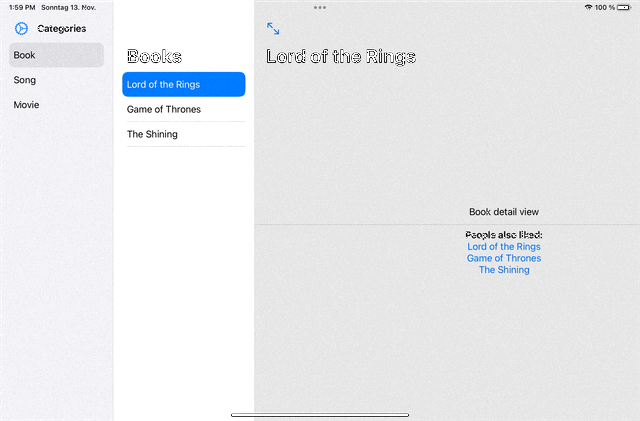 1:59 PM Sonntag 13. Nov.
100 %
Categories
Book
Song
Movie
Books
Lord of the Rings
Game of Thrones
The Shining
Lord of the Rings
Book detail view
People also liked:
Lord of the Rings
Game of Thrones
The Shining